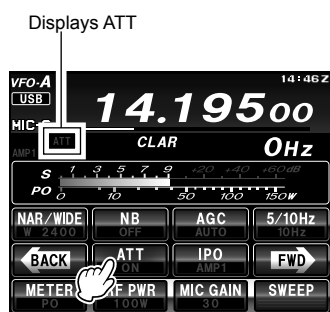 Displays ATT
VFO-A 14:46Z
USB 14.19500
MIC
ATT
AMP1 CLAR 0Hz
S 1 3 5 7 9 +20 +40 +60dB
PO 0 10 50 100 150W
NAR/WIDE NB AGC 5/10Hz
W 2400 OFF AUTO 10Hz
BACK ATT IPO FWD
ON AMP1
METER RF PWR MIC GAIN SWEEP
PO 100W 30